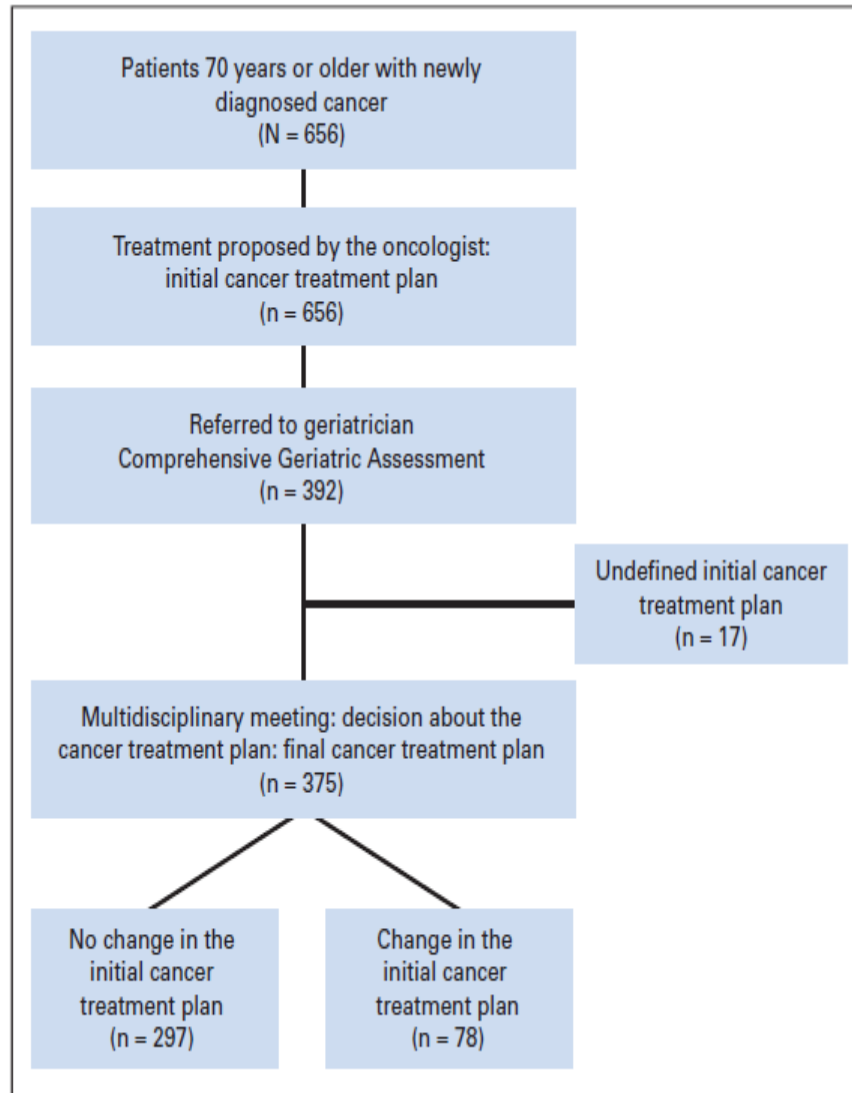 Patients 70 years or older with newly
diagnosed cancer
(N = 656)
Treatment proposed by the oncologist:
initial cancer treatment plan
(n = 656)
Referred to geriatrician
Comprehensive Geriatric Assessment
(n = 392)
Undefined initial cancer
treatment plan
(n = 17)
Multidisciplinary meeting: decision about the
cancer treatment plan: final cancer treatment plan
(n = 375)
No change in the
initial cancer
treatment plan
(n = 297)
Change in the
initial cancer
treatment plan
(n = 78)